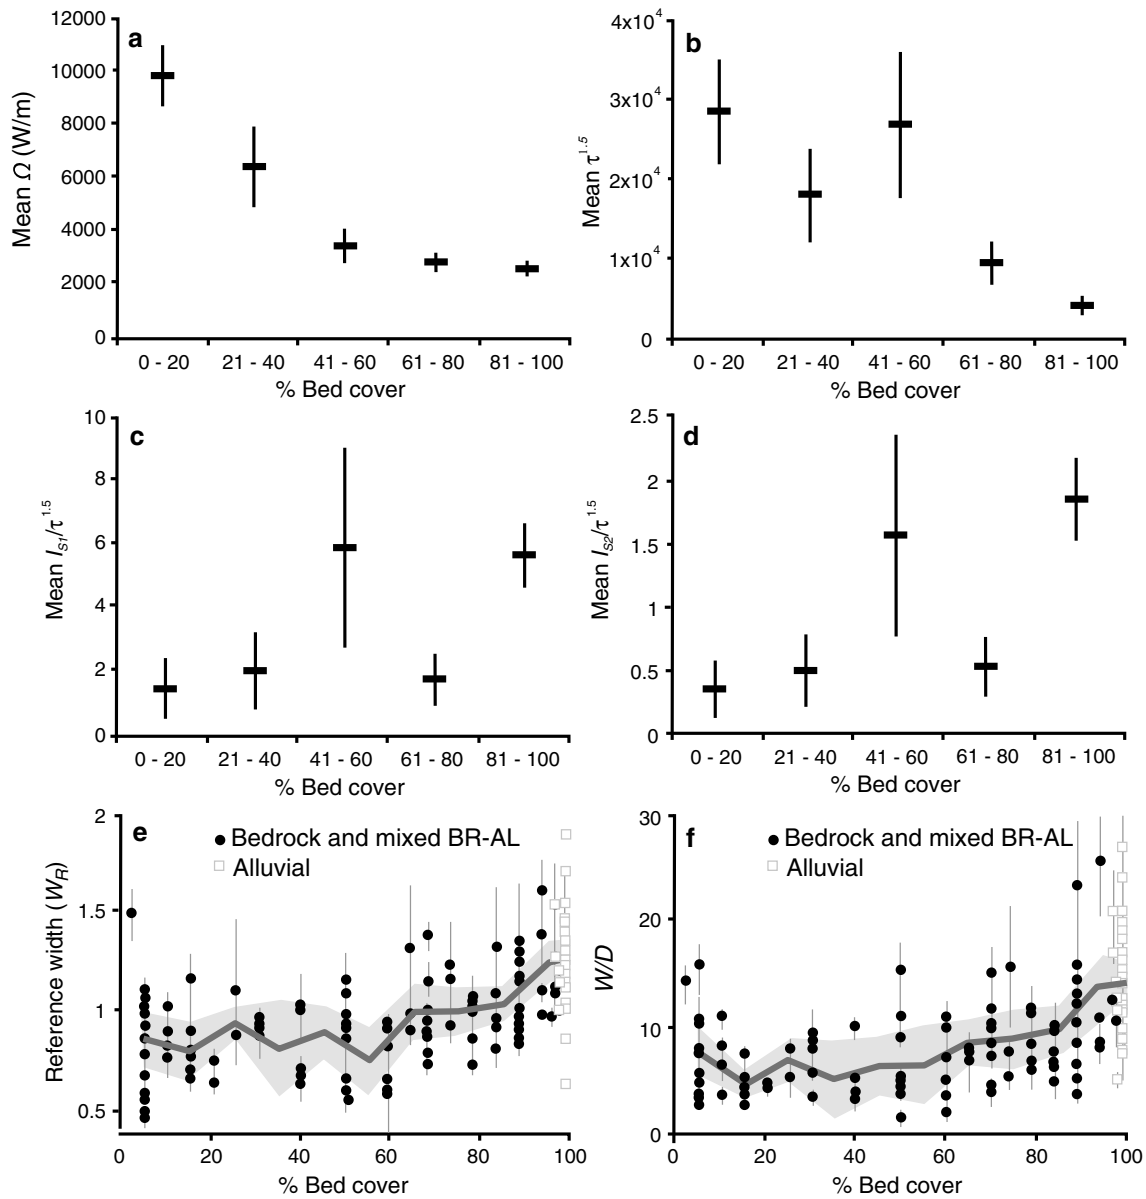 a
12000
10000
8000
6000
4000
2000
0
Mean Ω (W/m)
0 - 20 21 - 40 41 - 60 61 - 80 81 - 100
% Bed cover
b
4x10⁴
3x10⁴
2x10⁴
1x10⁴
0
Mean τ¹·⁵
0 - 20 21 - 40 41 - 60 61 - 80 81 - 100
% Bed cover
c
10
8
6
4
2
0
Mean I_S1/τ¹·⁵
0 - 20 21 - 40 41 - 60 61 - 80 81 - 100
% Bed cover
d
2.5
2
1.5
1
0.5
0
Mean I_S2/τ¹·⁵
0 - 20 21 - 40 41 - 60 61 - 80 81 - 100
% Bed cover
e
Bedrock and mixed BR-AL
Alluvial
2
1.5
1
0.5
Reference width (W_R)
0 20 40 60 80 100
% Bed cover
f
Bedrock and mixed BR-AL
Alluvial
30
20
10
0
W/D
0 20 40 60 80 100
% Bed cover